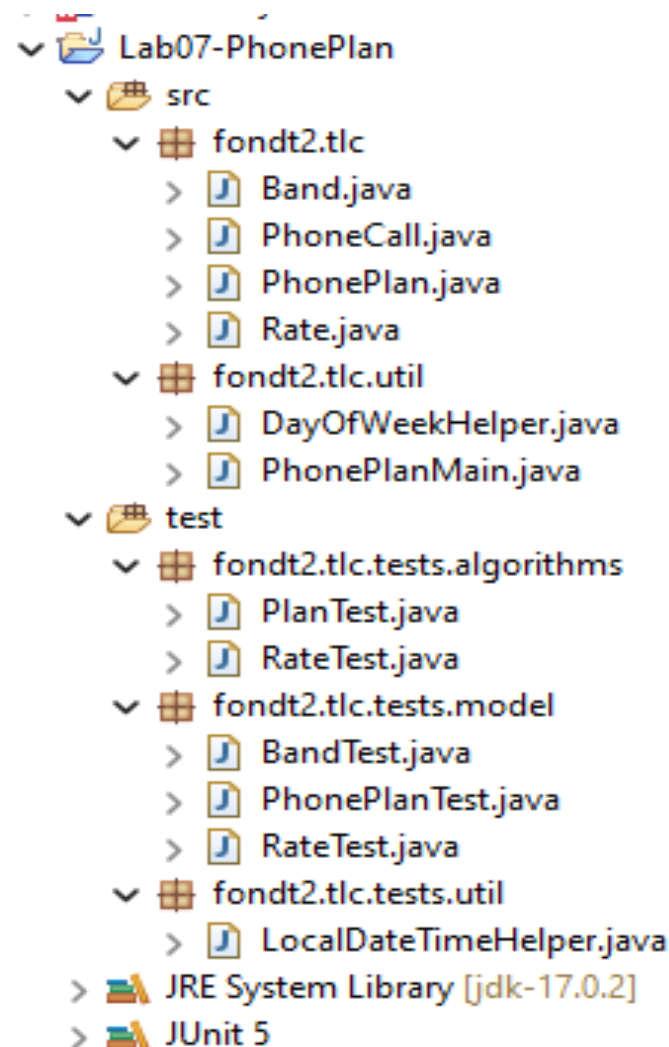 Lab07-PhonePlan
src
fondt2.tlc
Band.java
PhoneCall.java
PhonePlan.java
Rate.java
fondt2.tlc.util
DayOfWeekHelper.java
PhonePlanMain.java
test
fondt2.tlc.tests.algorithms
PlanTest.java
RateTest.java
fondt2.tlc.tests.model
BandTest.java
PhonePlanTest.java
RateTest.java
fondt2.tlc.tests.util
LocalDateTimeHelper.java
JRE System Library [jdk-17.0.2]
JUnit 5